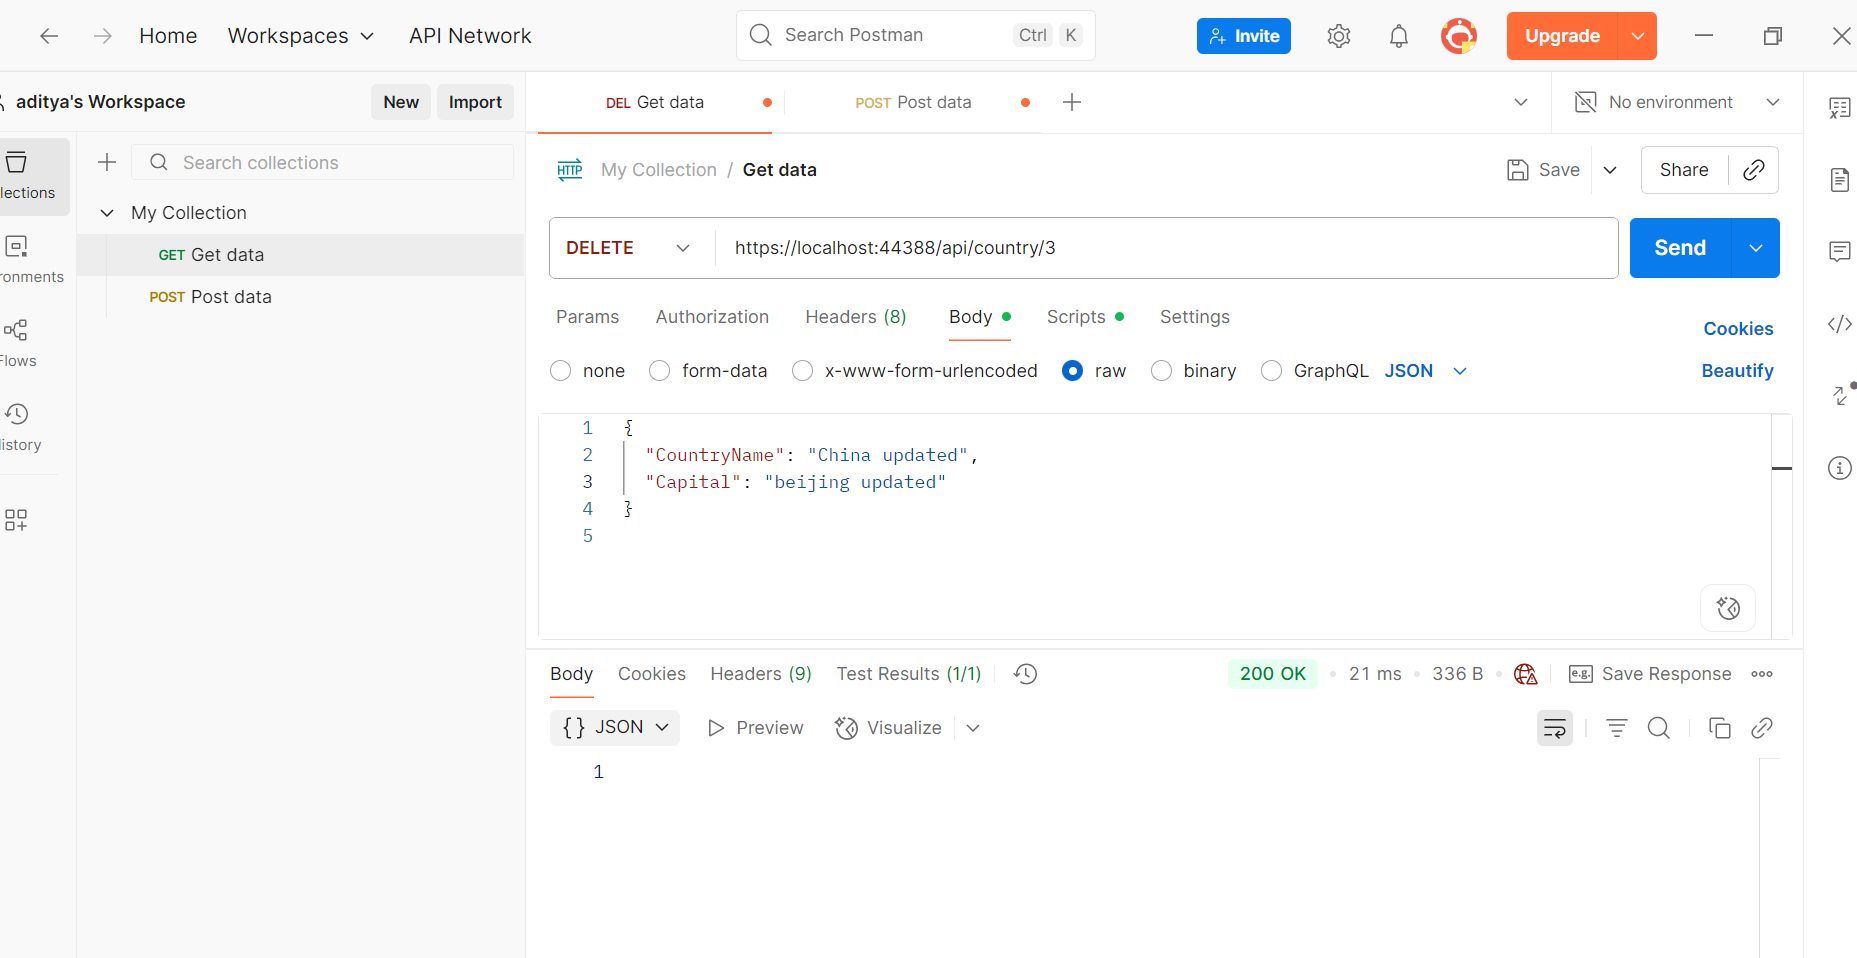 Home Workspaces API Network Search Postman Ctrl K Invite Upgrade
aditya's Workspace New Import DEL Get data POST Post data No environment
Search collections
lections
My Collection / Get data Save Share
My Collection
GET Get data
DELETE https://localhost:44388/api/country/3 Send
ronments
POST Post data
Params Authorization Headers (8) Body Scripts Settings Cookies
Flows
none form-data x-www-form-urlencoded raw binary GraphQL JSON Beautify
istory
1 {
2 "CountryName": "China updated",
3 "Capital": "beijing updated"
4 }
5
Body Cookies Headers (9) Test Results (1/1) 200 OK 21 ms 336 B e.g. Save Response
{} JSON Preview Visualize
1